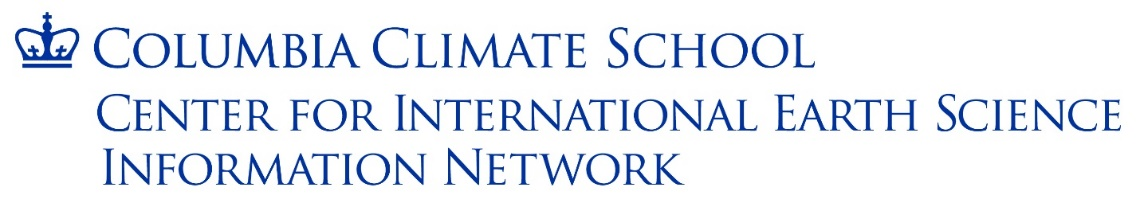 COLUMBIA CLIMATE SCHOOL
CENTER FOR INTERNATIONAL EARTH SCIENCE
INFORMATION NETWORK